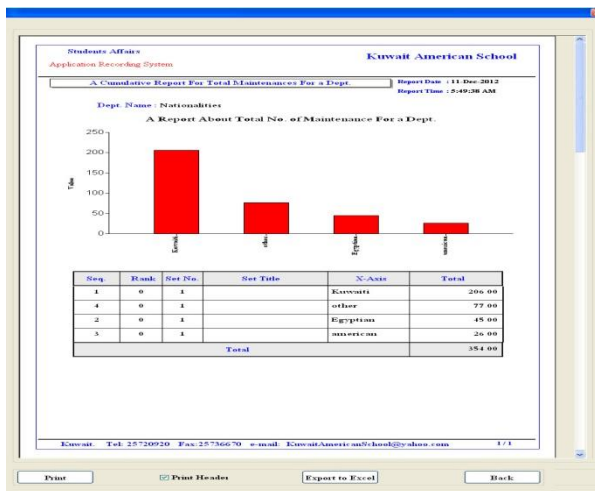 Students Affairs
Kuwait American School
Application Recording System
A Cumulative Report For Total Maintenances For a Dept.
Report Date : 11-Dec-2012
Report Time : 5:49:38 AM
Dept. Name : Nationalities
A Report About Total No. of Maintenance For a Dept.
Value
250
200
150
100
50
0
Kuwaiti
other
Egyptian
american
Seq. Rank Set No. Set Title X-Axis Total
1 0 1 Kuwaiti 206.00
4 0 1 other 77.00
2 0 1 Egyptian 45.00
3 0 1 american 26.00
Total 354.00
Kuwait. Tel: 25720920 Fax:25736670 e-mail: KuwaitAmericanSchool@yahoo.com 1/1
Print Print Header Export to Excel Back